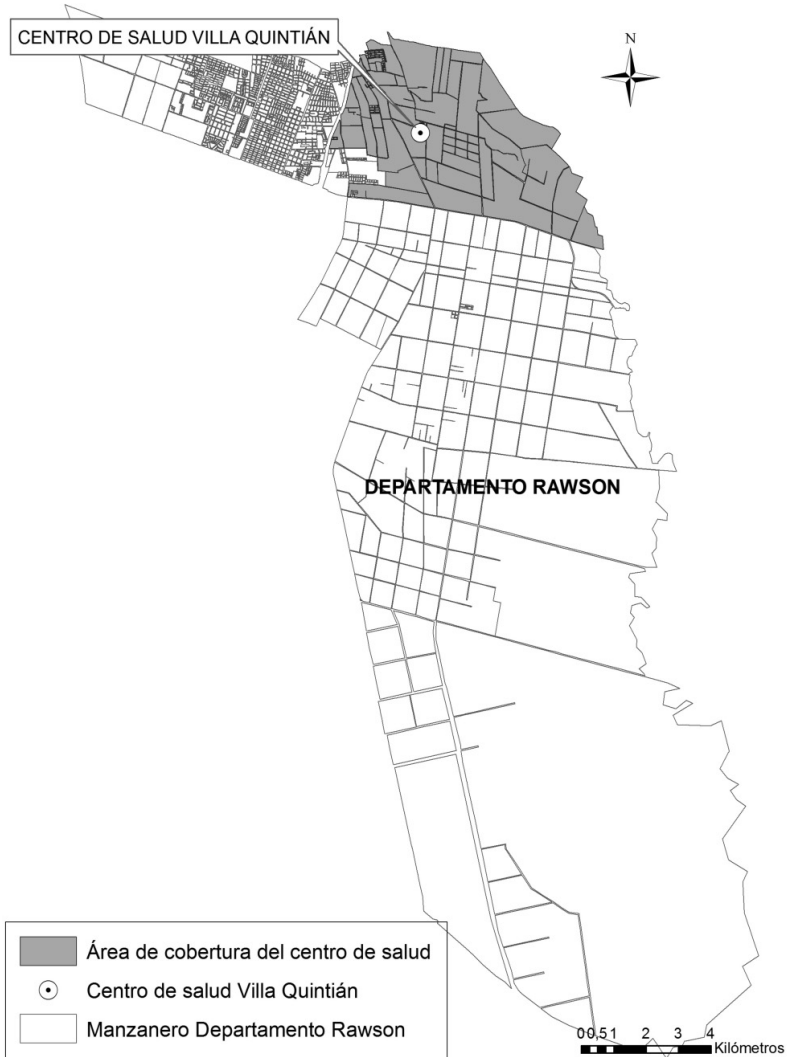 CENTRO DE SALUD VILLA QUINTIÁN
N
DEPARTAMENTO RAWSON
Área de cobertura del centro de salud
Centro de salud Villa Quintián
Manzanero Departamento Rawson
0 0,5 1 2 3 4
Kilómetros